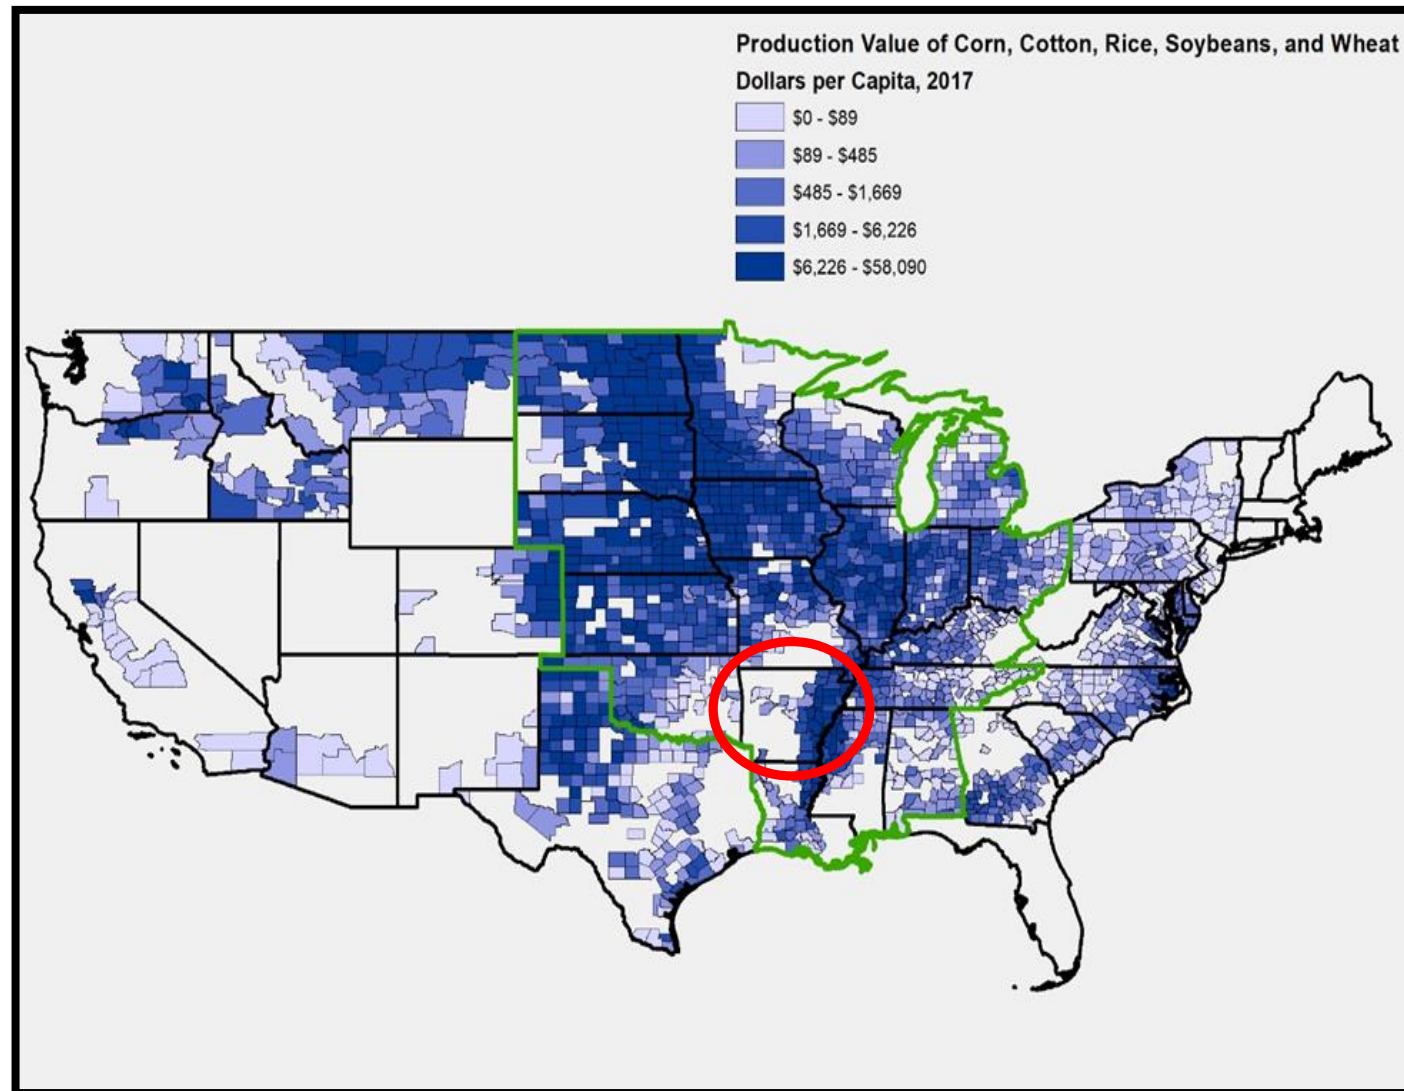 Production Value of Corn, Cotton, Rice, Soybeans, and Wheat
Dollars per Capita, 2017
$0 - $89
$89 - $485
$485 - $1,669
$1,669 - $6,226
$6,226 - $58,090